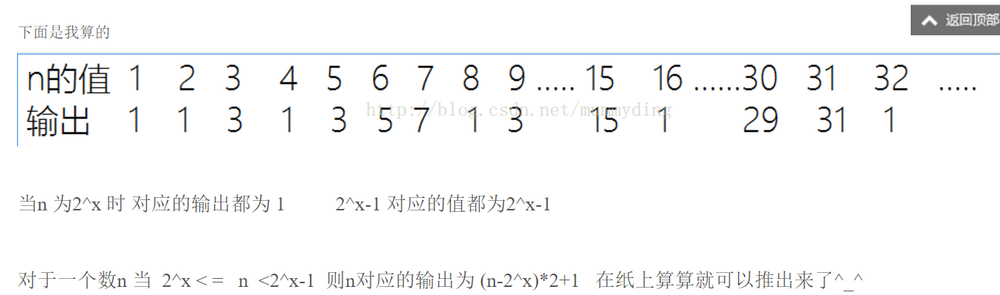 返回顶部
下面是我算的
n的值 1 2 3 4 5 6 7 8 9 ..... 15 16 ......30 31 32 .....
http://blog.csdn.net/mummyding
输出 1 1 3 1 3 5 7 1 3 15 1 29 31 1
当n 为2^x 时 对应的输出都为 1 2^x-1 对应的值都为2^x-1
对于一个数n 当 2^x < = n <2^x-1 则n对应的输出为 (n-2^x)*2+1 在纸上算算就可以推出来了^_^